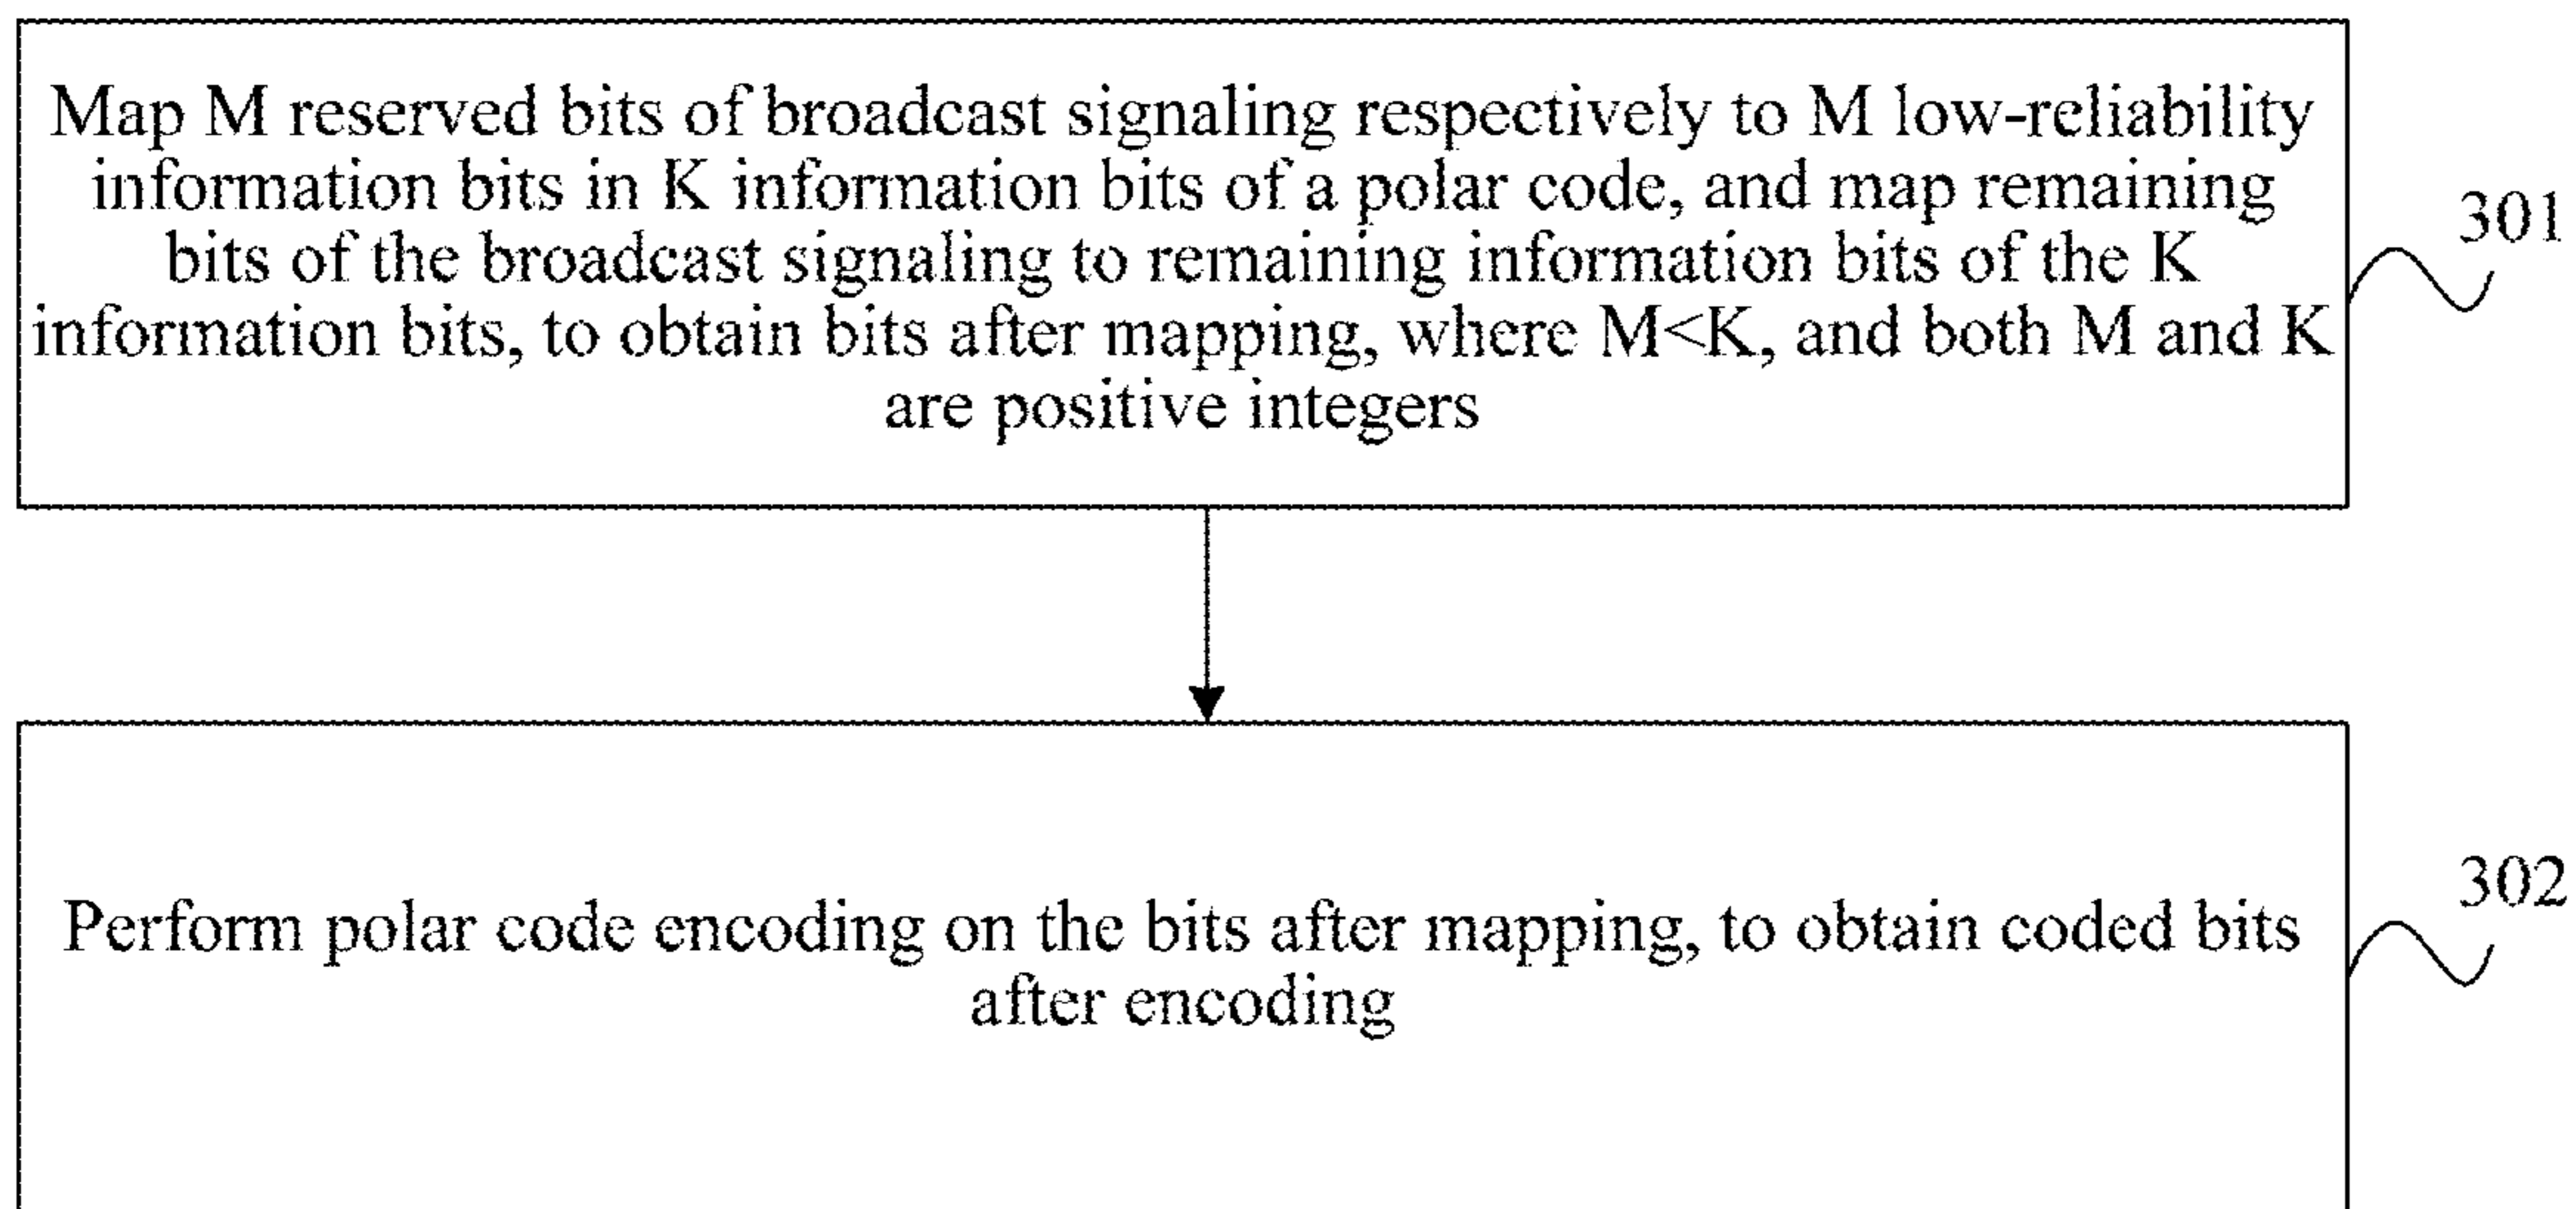 Map M reserved bits of broadcast signaling respectively to M low-reliability
information bits in K information bits of a polar code, and map remaining
bits of the broadcast signaling to remaining information bits of the K
information bits, to obtain bits after mapping, where M<K, and both M and K
are positive integers
301
Perform polar code encoding on the bits after mapping, to obtain coded bits
after encoding
302